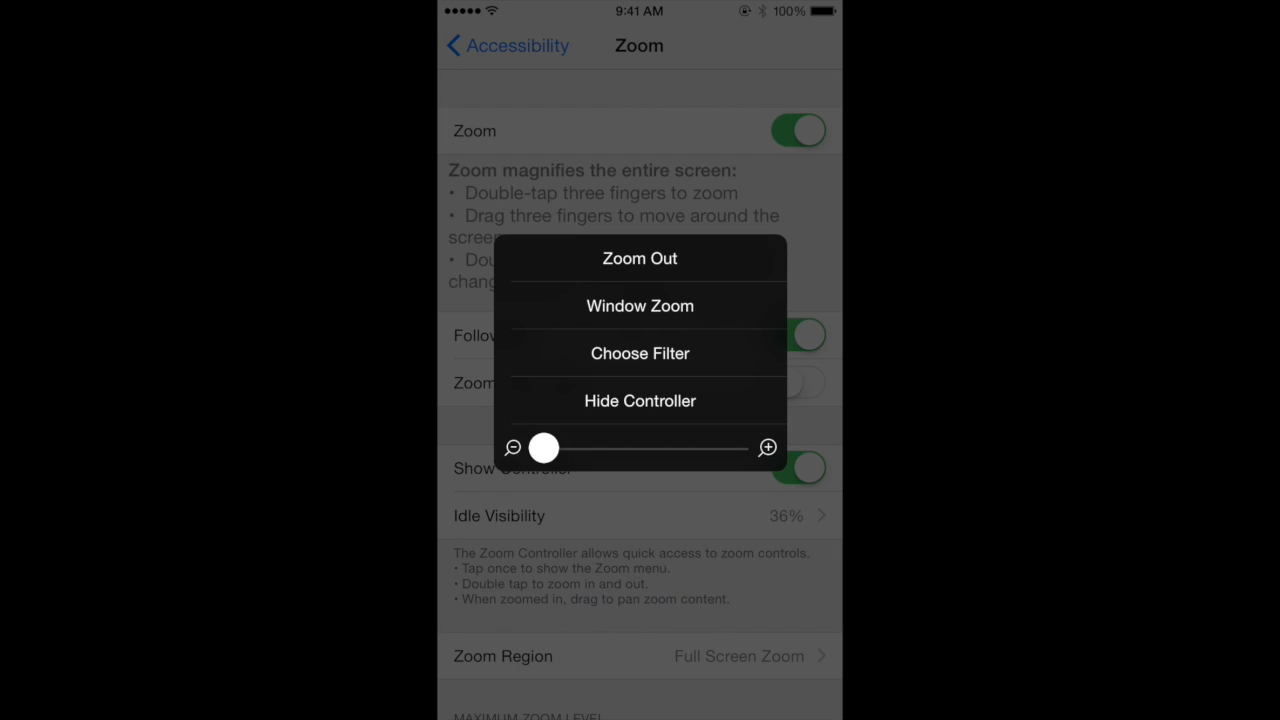 9:41 AM
100%
Accessibility
Zoom
Zoom
Zoom magnifies the entire screen:
• Double-tap three fingers to zoom
• Drag three fingers to move around the
screen
Zoom Out
Window Zoom
Choose Filter
Hide Controller
Show Controller
Idle Visibility 36%
The Zoom Controller allows quick access to zoom controls.
• Tap once to show the Zoom menu.
• Double tap to zoom in and out.
• When zoomed in, drag to pan zoom content.
Zoom Region Full Screen Zoom
MAXIMUM ZOOM LEVEL